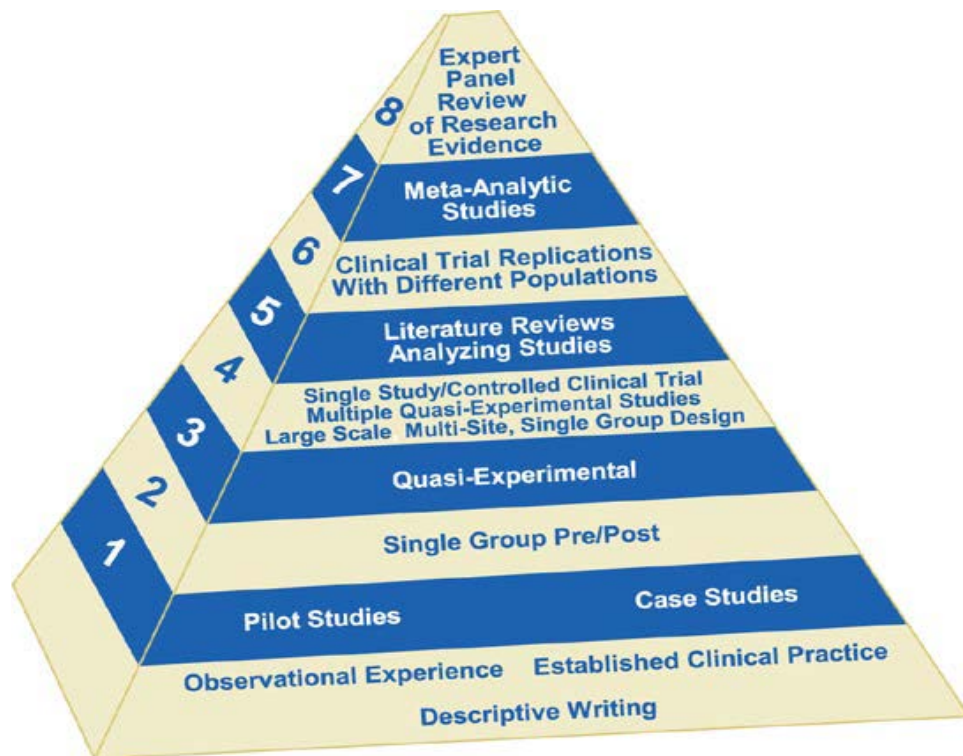 8
Expert
Panel
Review
of Research
Evidence
7
Meta-Analytic
Studies
6
Clinical Trial Replications
With Different Populations
5
Literature Reviews
Analyzing Studies
4
Single Study/Controlled Clinical Trial
Multiple Quasi-Experimental Studies
Large Scale Multi-Site, Single Group Design
3
Quasi-Experimental
2
Single Group Pre/Post
1
Pilot Studies Case Studies
Observational Experience Established Clinical Practice
Descriptive Writing